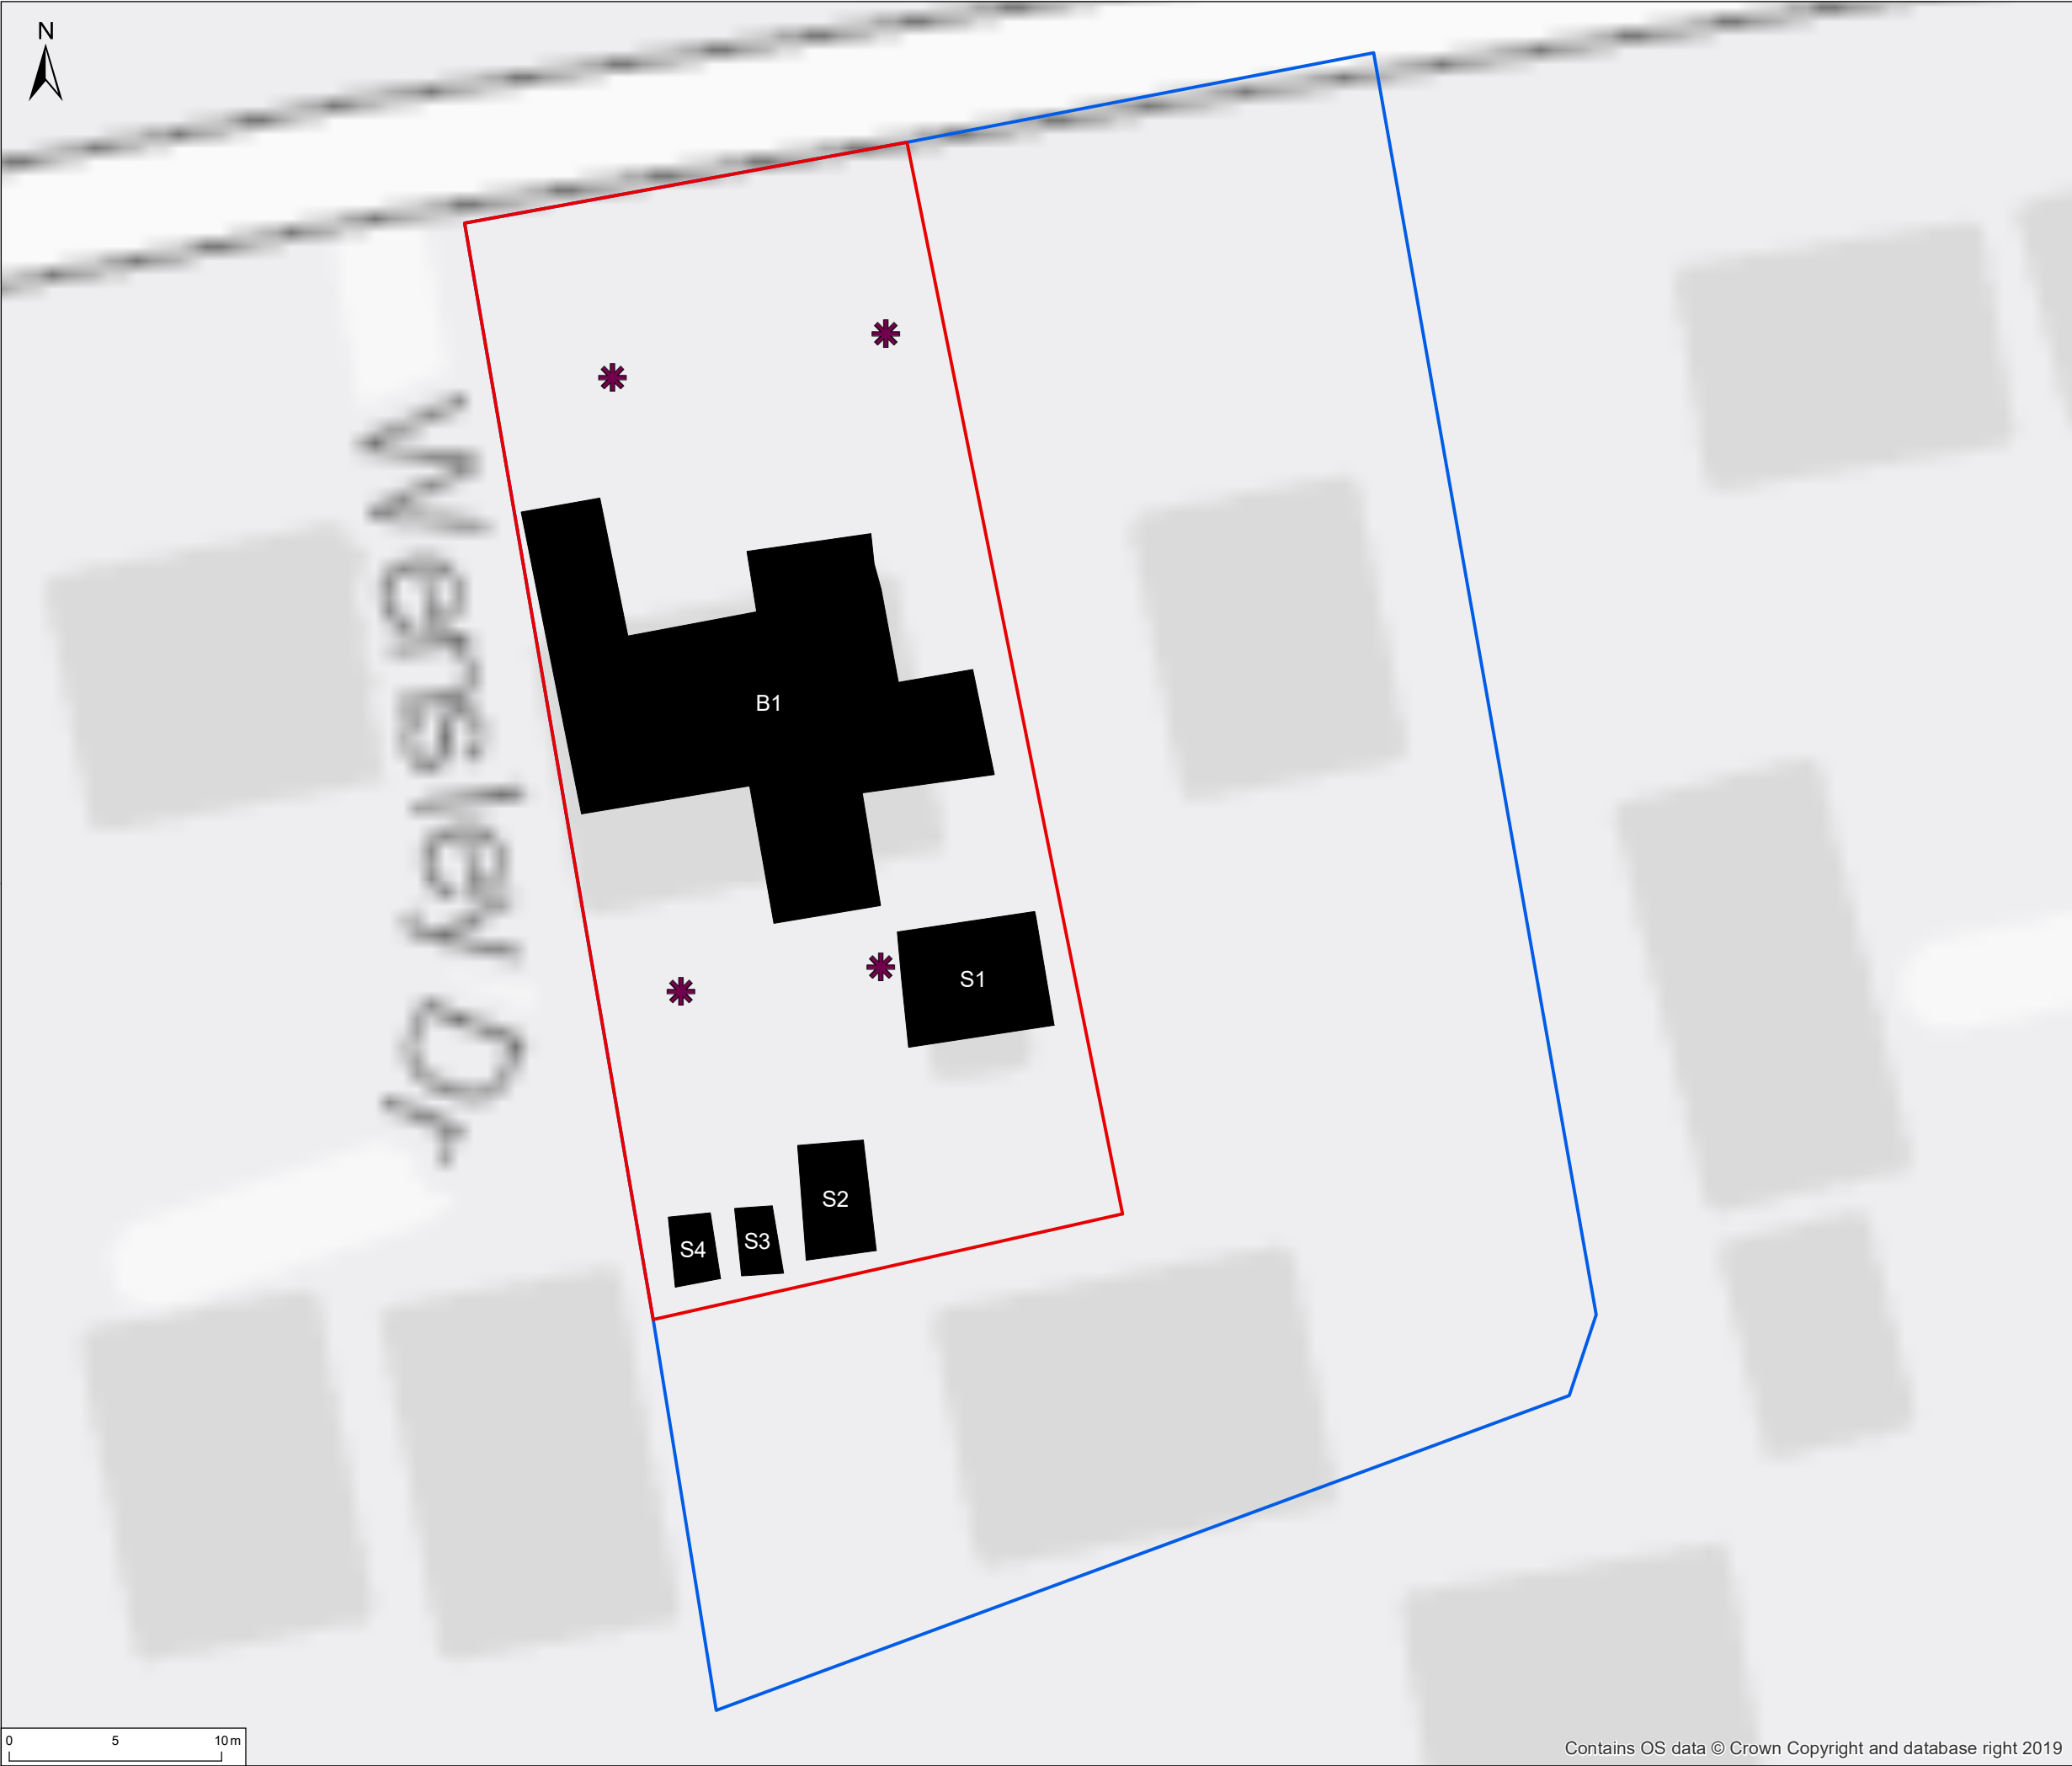 N
Wensley Dr
B1
S1
S2
S3
S4
0 5 10 m
Contains OS data © Crown Copyright and database right 2019